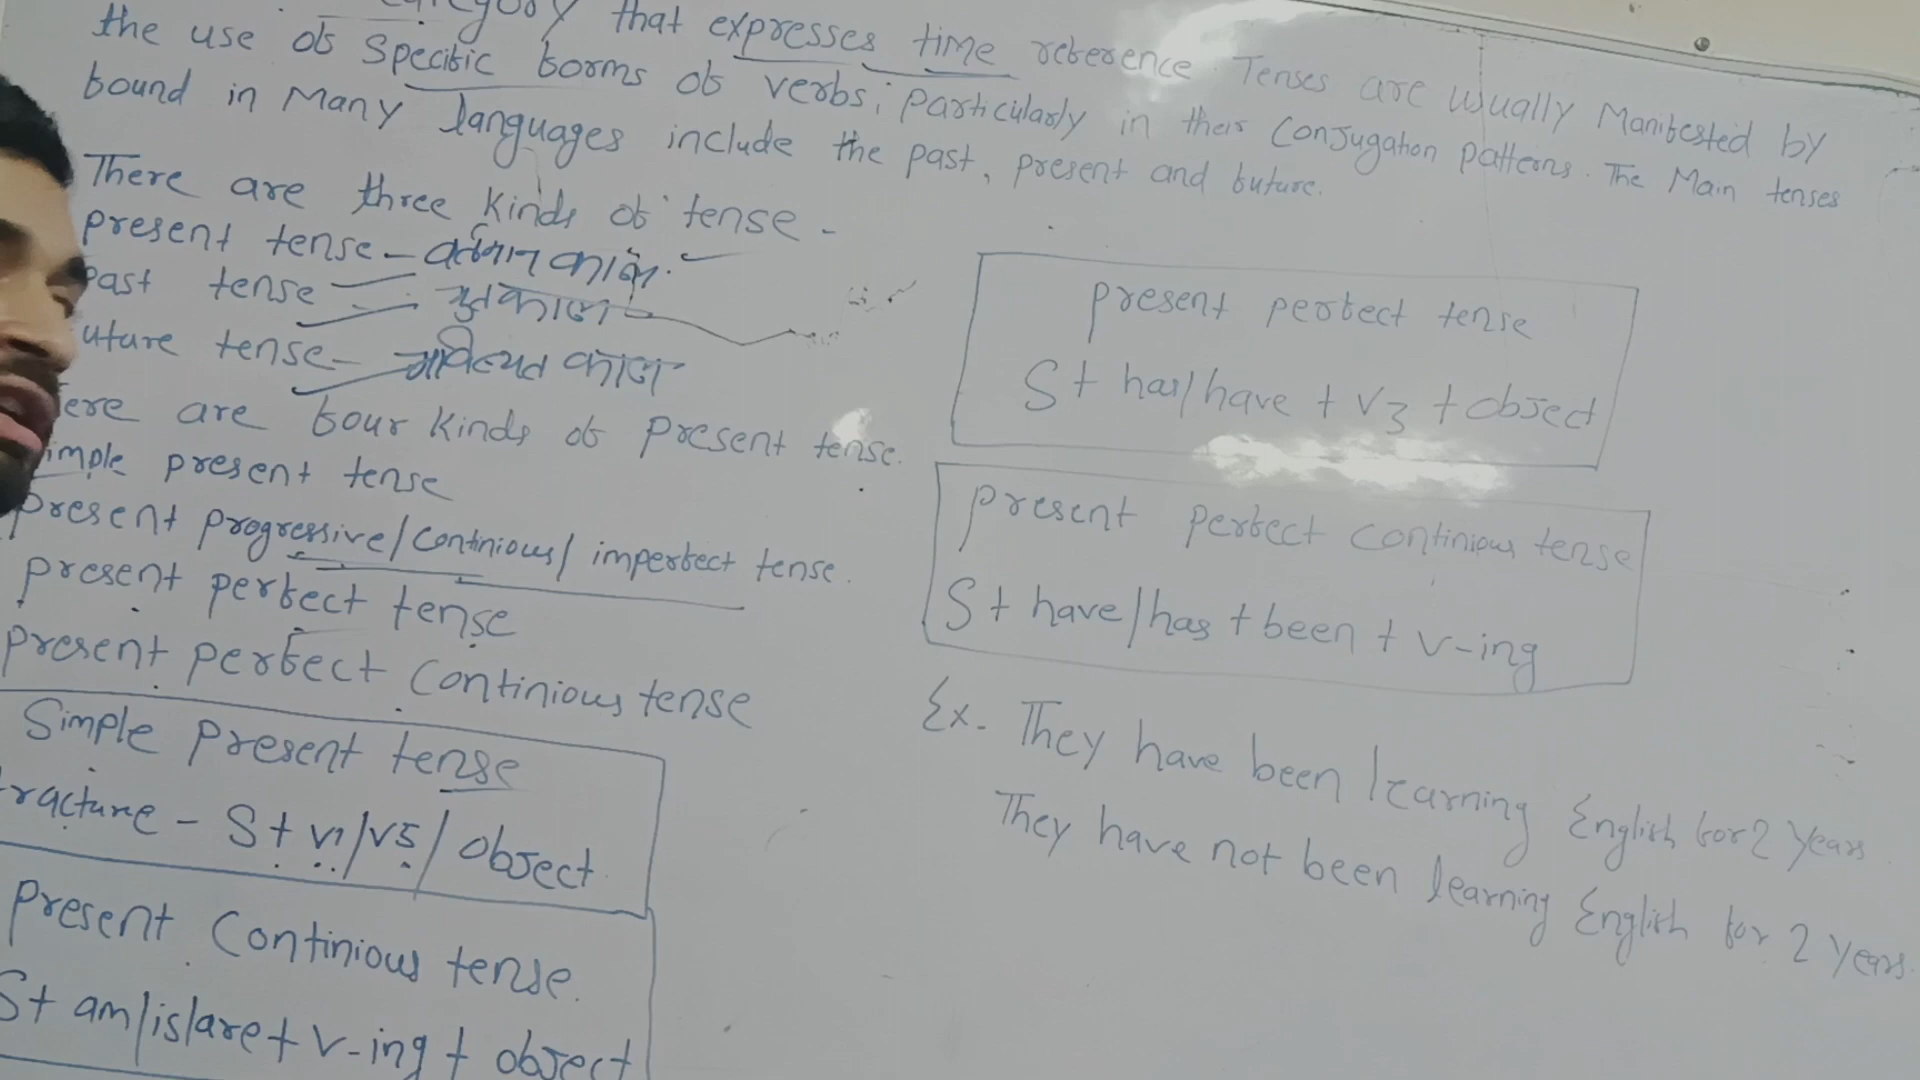 category that expresses time reference. Tenses are usually Manifested by
the use of specific forms of verbs, particularly in their conjugation patterns. The Main tenses
found in Many languages include the past, present and future.
There are three kinds of tense -
present tense - वर्तमान काल
Past tense - भुतकाल
uture tense - भविष्यत काल
ere are four kinds of present tense.
imple present tense
present progressive/continious/ imperfect tense.
present perfect tense
present perfect continious tense
Simple present tense
tracture - S + v1/v5/ object
present continious tense.
S + am/is/are + v-ing + object
present perfect tense
S + has/have + v3 + object
present perfect continious tense
S + have/has + been + v-ing
Ex. They have been learning English for 2 years
They have not been learning English for 2 years.